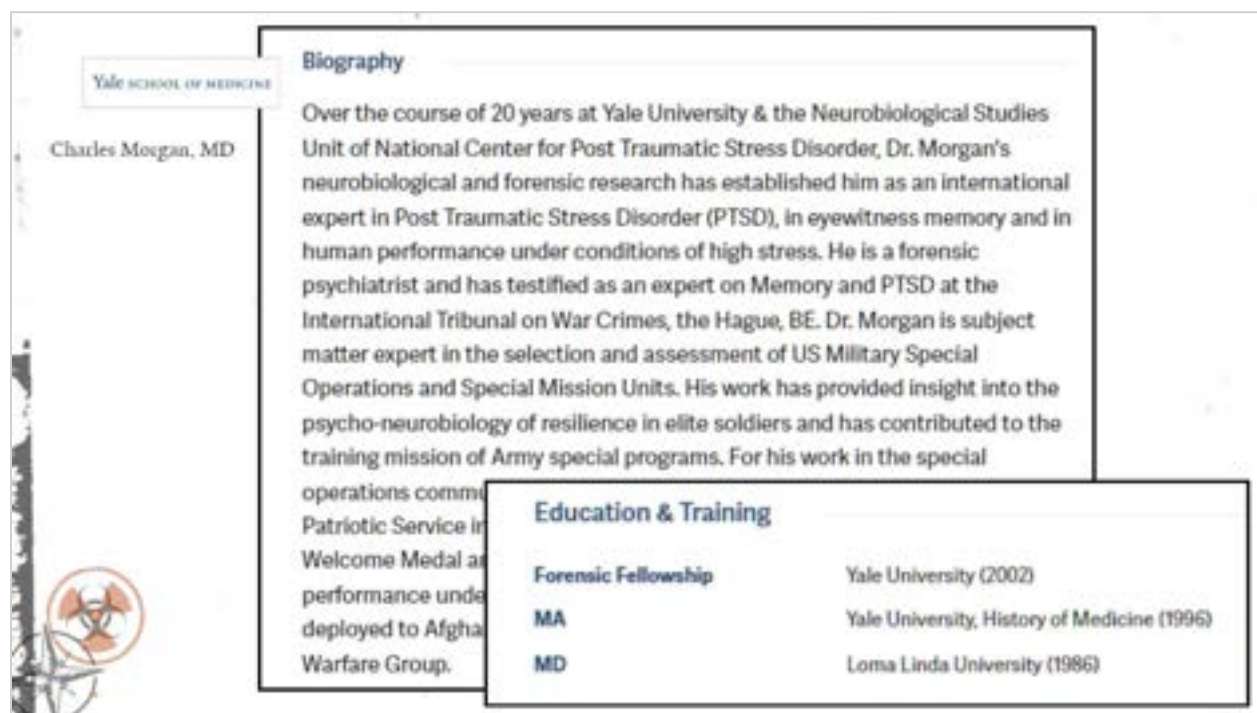 Yale SCHOOL OF MEDICINE
Charles Morgan, MD
Biography
Over the course of 20 years at Yale University & the Neurobiological Studies
Unit of National Center for Post Traumatic Stress Disorder, Dr. Morgan's
neurobiological and forensic research has established him as an international
expert in Post Traumatic Stress Disorder (PTSD), in eyewitness memory and in
human performance under conditions of high stress. He is a forensic
psychiatrist and has testified as an expert on Memory and PTSD at the
International Tribunal on War Crimes, the Hague, BE. Dr. Morgan is subject
matter expert in the selection and assessment of US Military Special
Operations and Special Mission Units. His work has provided insight into the
psycho-neurobiology of resilience in elite soldiers and has contributed to the
training mission of Army special programs. For his work in the special
operations commu
Patriotic Service in
Welcome Medal an
performance unde
deployed to Afgha
Warfare Group.
Education & Training
Forensic Fellowship Yale University (2002)
MA Yale University, History of Medicine (1996)
MD Loma Linda University (1986)